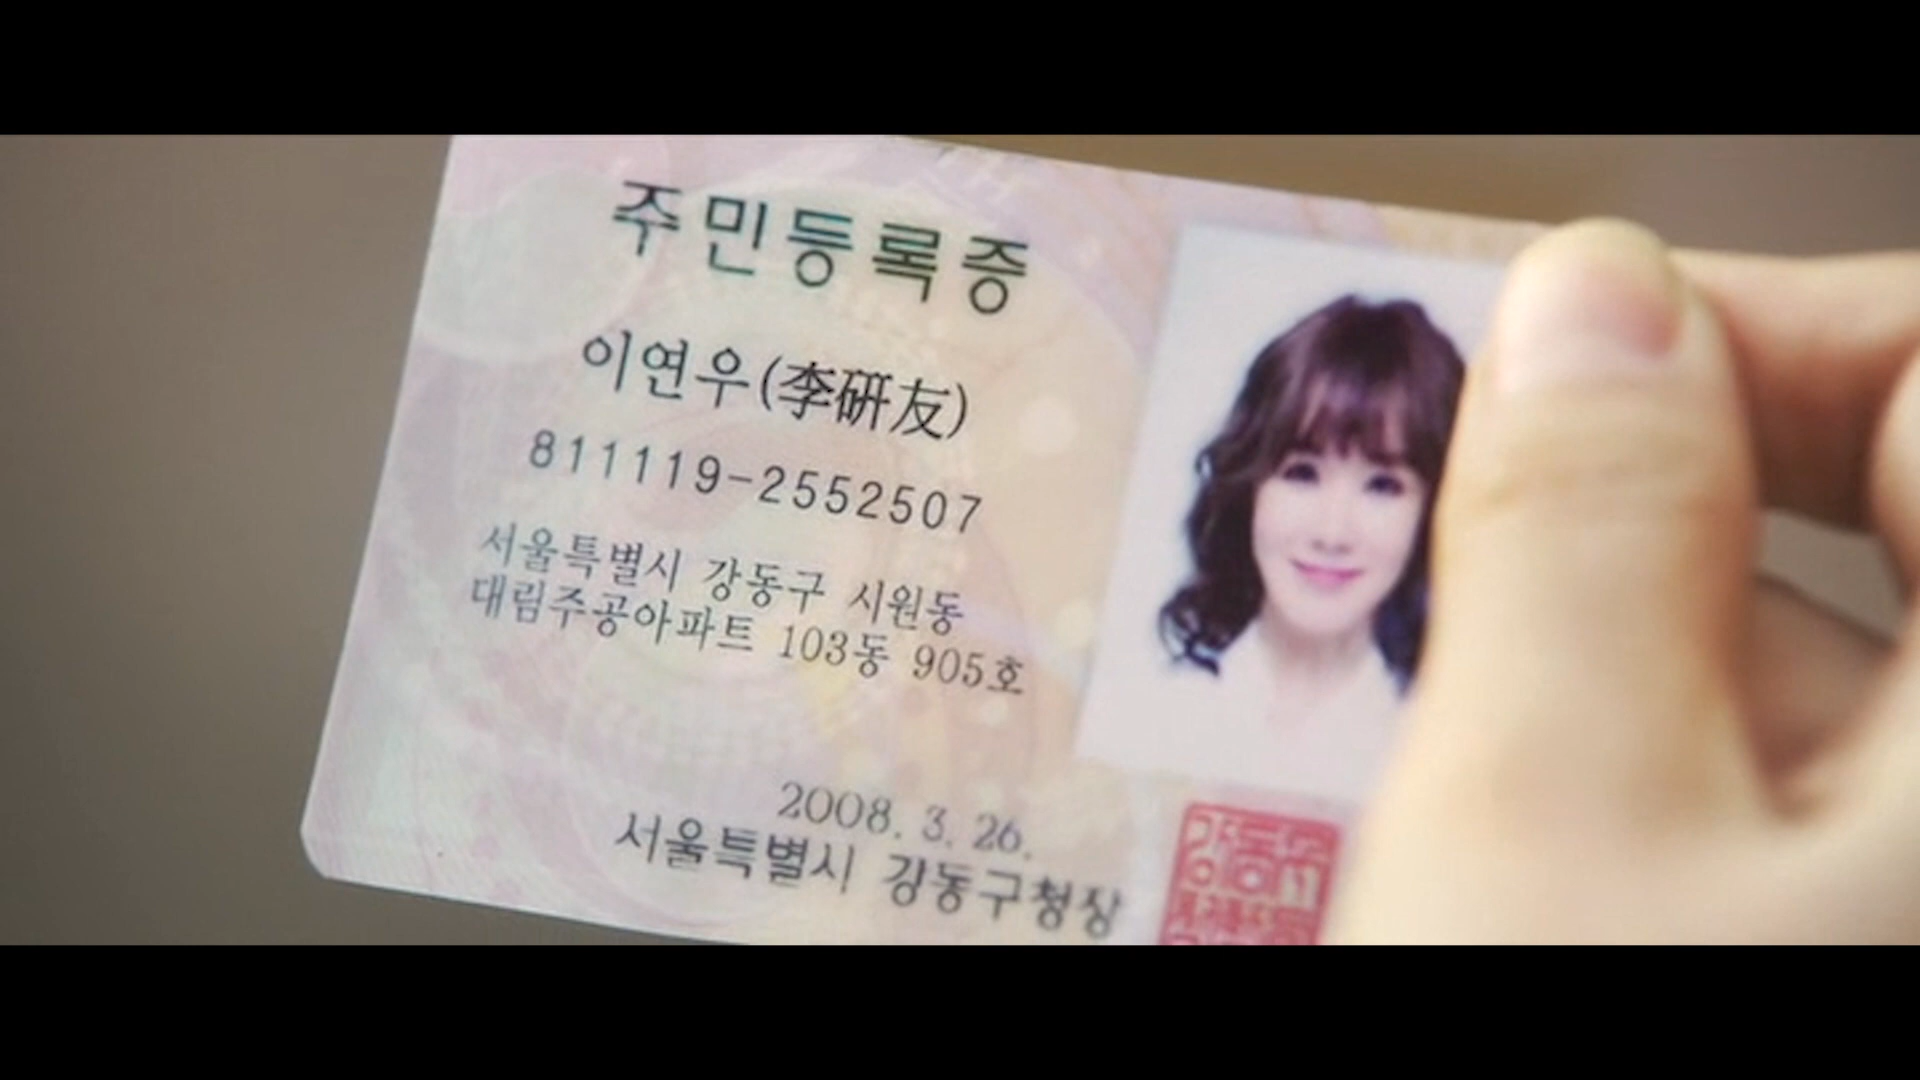 주민등록증
이연우(李硏友)
811119-2552507
서울특별시 강동구 시원동
대림주공아파트 103동 905호
2008. 3. 26.
서울특별시 강동구청장